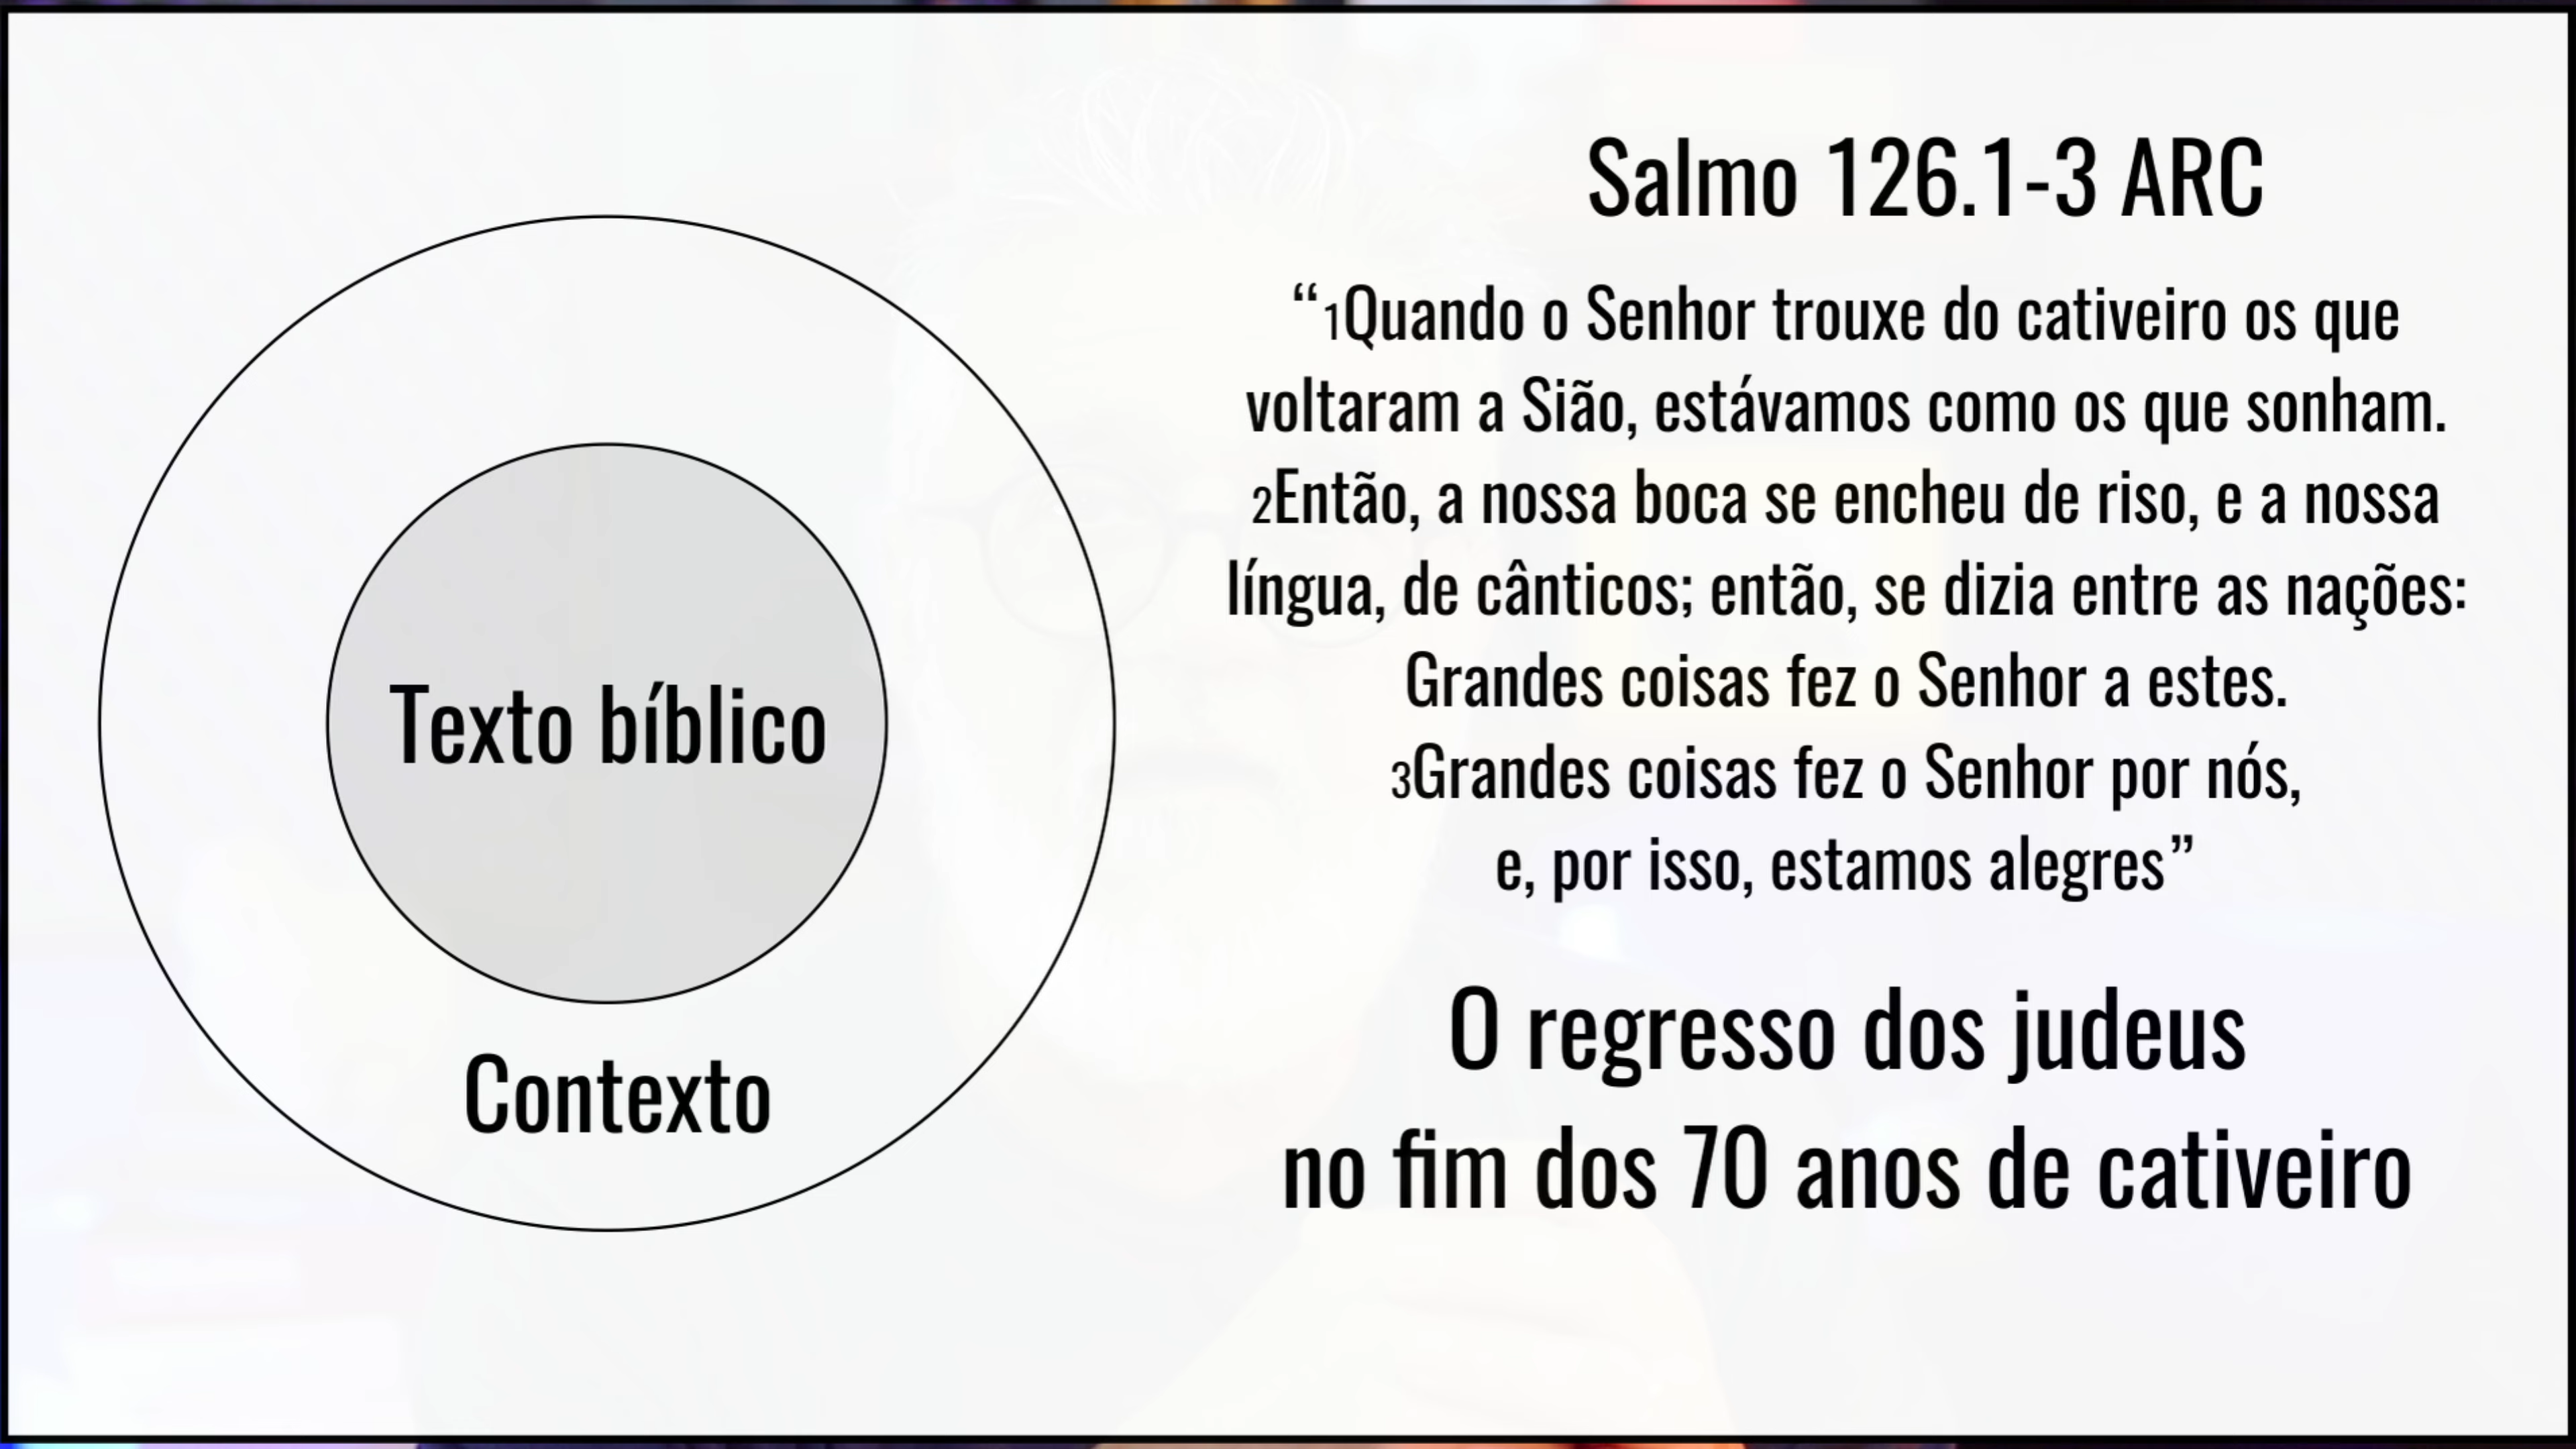 Texto bíblico
Contexto
Salmo 126.1-3 ARC
“1Quando o Senhor trouxe do cativeiro os que
voltaram a Sião, estávamos como os que sonham.
2Então, a nossa boca se encheu de riso, e a nossa
língua, de cânticos; então, se dizia entre as nações:
Grandes coisas fez o Senhor a estes.
3Grandes coisas fez o Senhor por nós,
e, por isso, estamos alegres”
O regresso dos judeus
no fim dos 70 anos de cativeiro